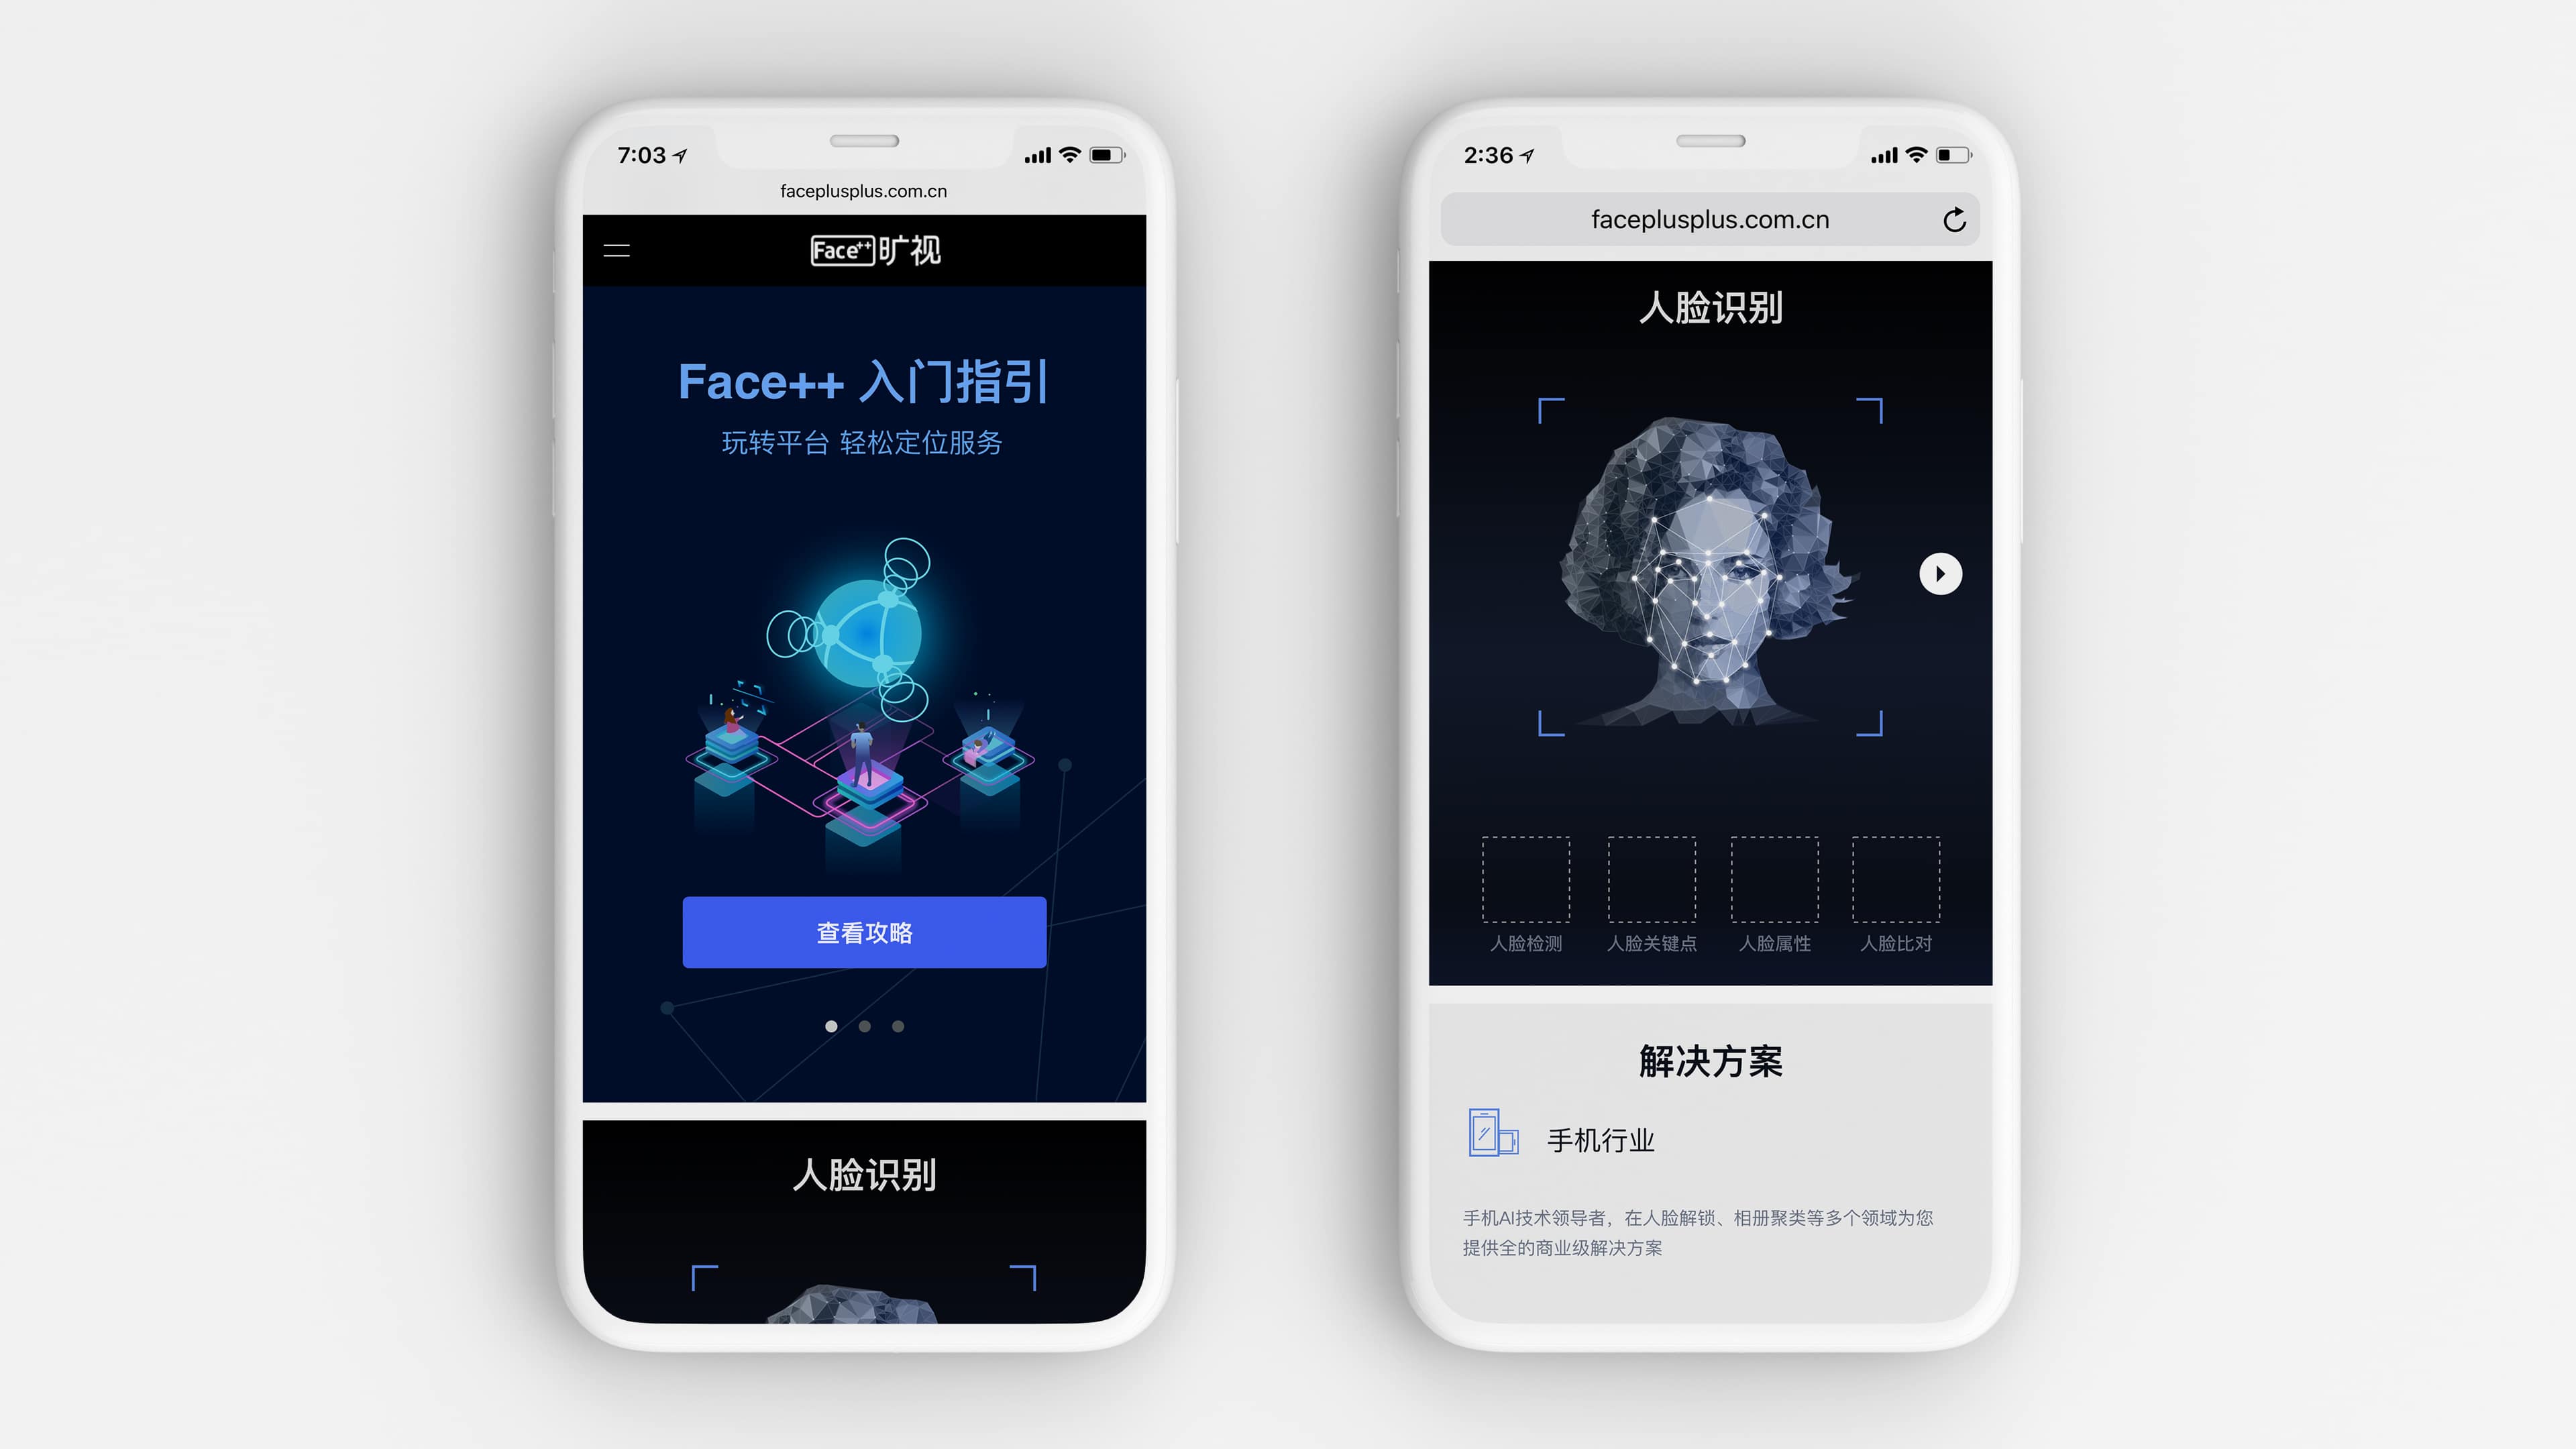 7:03
faceplusplus.com.cn
Face++ 旷视
Face++ 入门指引
玩转平台 轻松定位服务
查看攻略
人脸识别
2:36
faceplusplus.com.cn
人脸识别
人脸检测 人脸关键点 人脸属性 人脸比对
解决方案
手机行业
手机AI技术领导者，在人脸解锁、相册聚类等多个领域为您
提供全的商业级解决方案